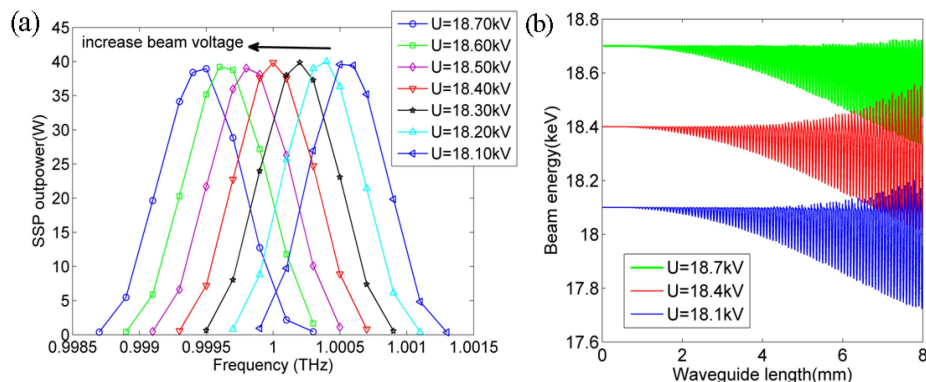 (a)
increase beam voltage
SSP outpower(W)
45
40
35
30
25
20
15
10
5
0
0.9985
0.999
0.9995
1
1.0005
1.001
1.0015
Frequency (THz)
U=18.70kV
U=18.60kV
U=18.50kV
U=18.40kV
U=18.30kV
U=18.20kV
U=18.10kV
(b)
Beam energy(keV)
18.8
18.6
18.4
18.2
18
17.8
17.6
0
2
4
6
8
Waveguide length(mm)
U=18.7kV
U=18.4kV
U=18.1kV